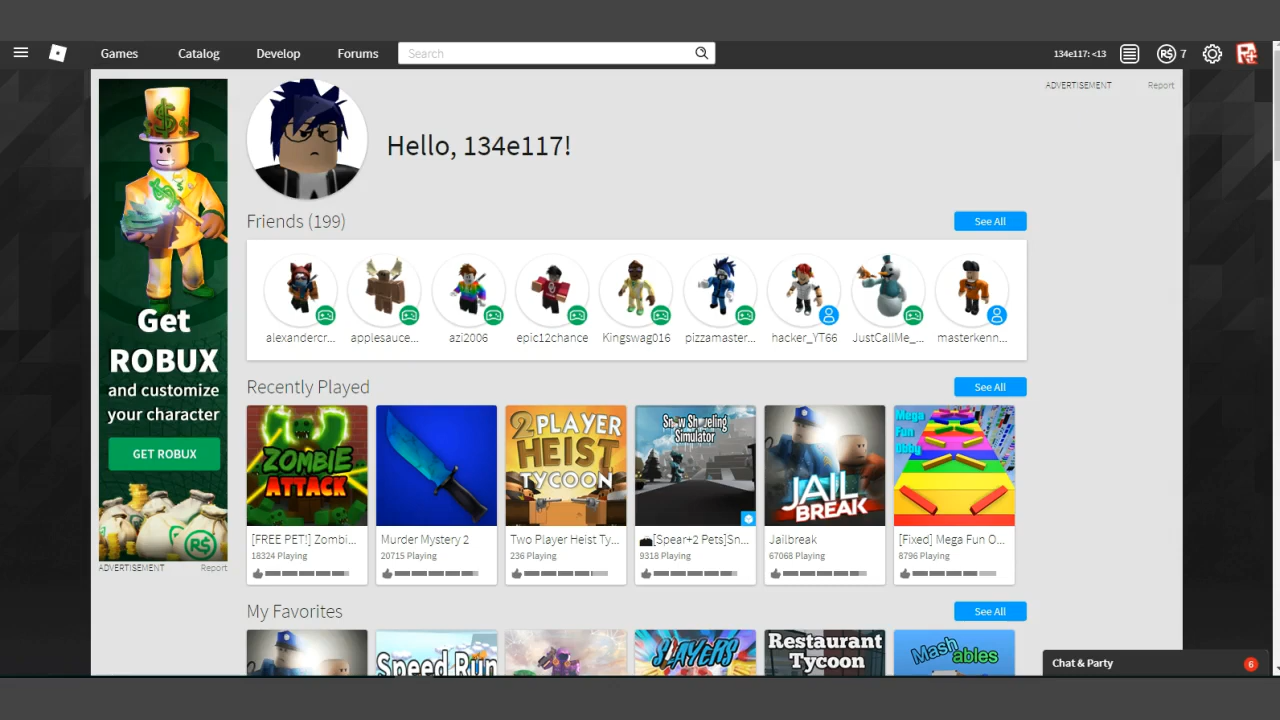 Games Catalog Develop Forums Search 134e117: <13 7
ADVERTISEMENT Report
Get
ROBUX
and customize
your character
GET ROBUX
ADVERTISEMENT Report
Hello, 134e117!
Friends (199) See All
alexandercr... applesauce... azi2006 epic12chance Kingswag016 pizzamaster... hacker_YT66 JustCallMe_... masterkenn...
Recently Played See All
ZOMBIE
ATTACK
2 PLAYER
HEIST
TYCOON
Snow Shoveling
Simulator
JAIL
BREAK
Mega
Fun
Obby
[FREE PET!] Zombi... Murder Mystery 2 Two Player Heist Ty... [Spear+2 Pets]Sn... Jailbreak [Fixed] Mega Fun O...
18324 Playing 20715 Playing 236 Playing 9318 Playing 67068 Playing 8796 Playing
My Favorites See All
Speed Run
SLAYERS
Restaurant
Tycoon
Mashables
Chat & Party 6